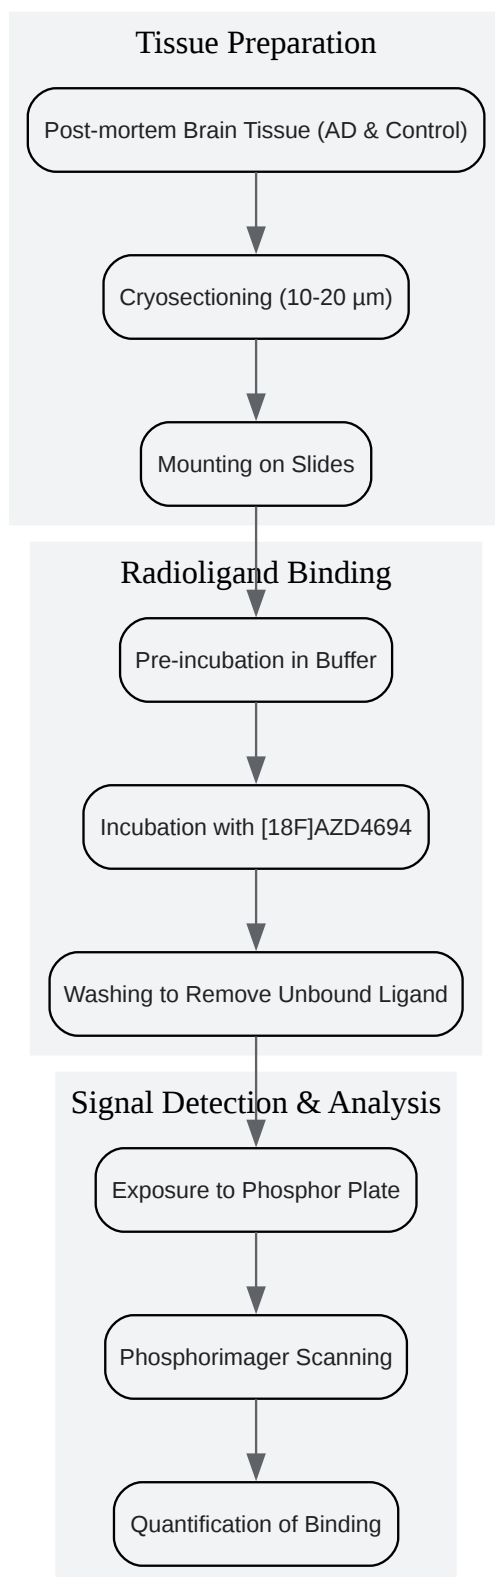 Tissue Preparation
Post-mortem Brain Tissue (AD & Control)
Cryosectioning (10-20 µm)
Mounting on Slides
Radioligand Binding
Pre-incubation in Buffer
Incubation with [18F]AZD4694
Washing to Remove Unbound Ligand
Signal Detection & Analysis
Exposure to Phosphor Plate
Phosphorimager Scanning
Quantification of Binding